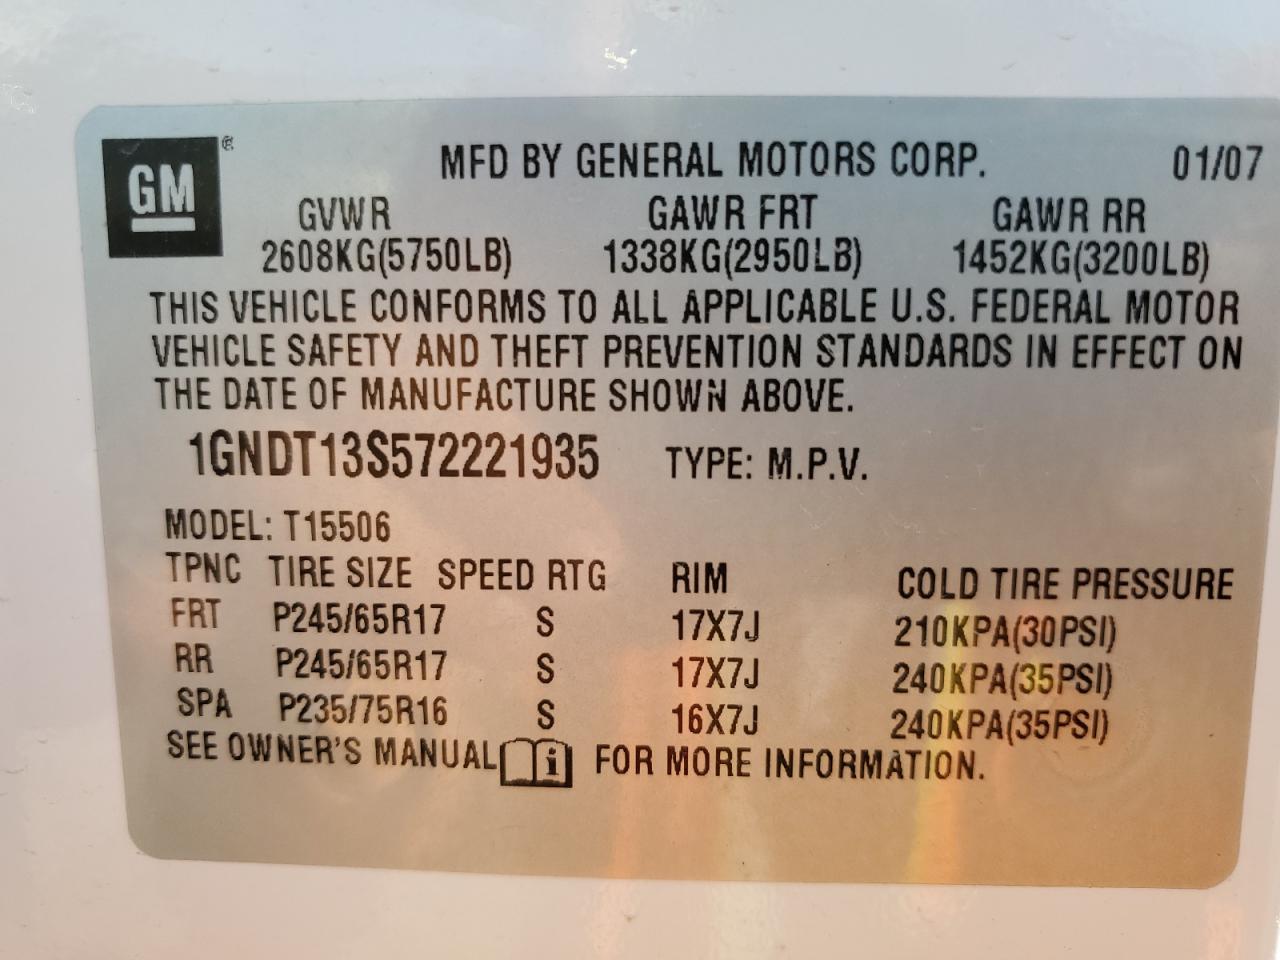 GM ®
MFD BY GENERAL MOTORS CORP. 01/07
GVWR GAWR FRT GAWR RR
2608KG(5750LB) 1338KG(2950LB) 1452KG(3200LB)
THIS VEHICLE CONFORMS TO ALL APPLICABLE U.S. FEDERAL MOTOR
VEHICLE SAFETY AND THEFT PREVENTION STANDARDS IN EFFECT ON
THE DATE OF MANUFACTURE SHOWN ABOVE.
1GNDT13S572221935 TYPE: M.P.V.
MODEL: T15506
TPNC TIRE SIZE SPEED RTG RIM COLD TIRE PRESSURE
FRT P245/65R17 S 17X7J 210KPA(30PSI)
RR P245/65R17 S 17X7J 240KPA(35PSI)
SPA P235/75R16 S 16X7J 240KPA(35PSI)
SEE OWNER'S MANUAL i FOR MORE INFORMATION.